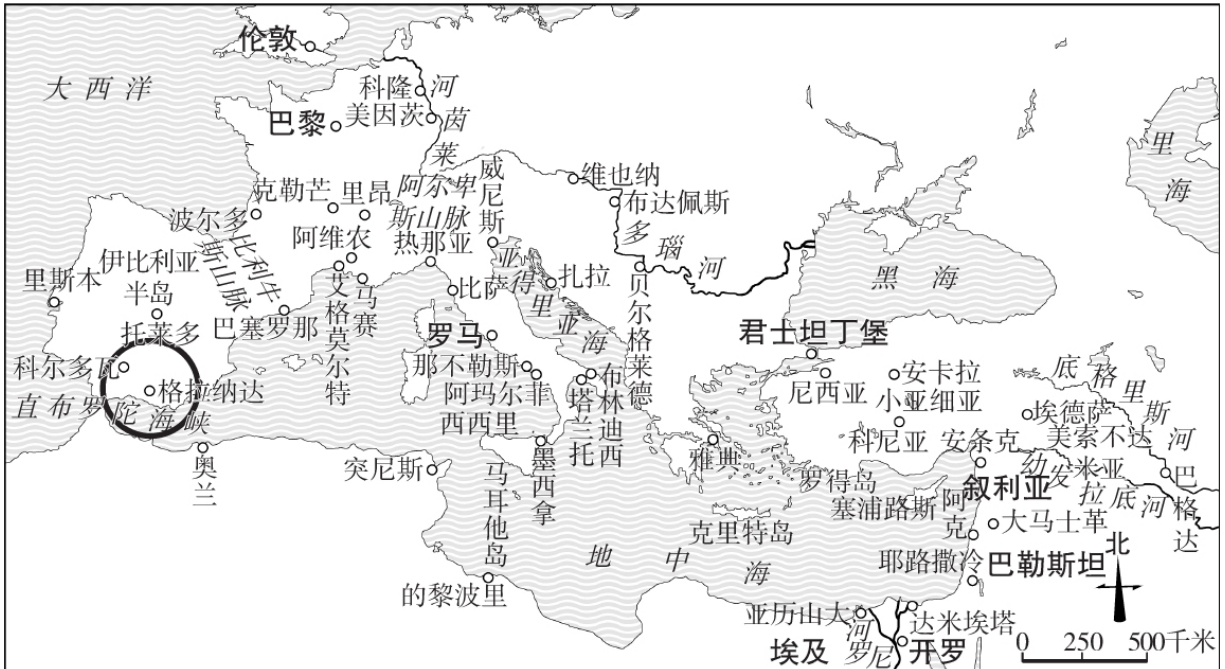 伦敦
大西洋
科隆
美因茨
巴黎
莱茵河
克勒芒
里昂
阿尔卑斯山脉
威尼斯
维也纳
布达佩斯
波尔多
阿维农
热那亚
多瑙河
里海
伊比利亚半岛
比利牛斯山脉
里斯本
托莱多
巴塞罗那
艾格莫尔特
马赛
比萨
亚得里亚海
扎拉
贝尔格莱德
黑海
罗马
君士坦丁堡
科尔多瓦
格拉纳达
直布罗陀海峡
那不勒斯
阿玛尔菲
西西里
塔兰托
布林迪西
尼西亚
安卡拉
小亚细亚
科尼亚
底格里斯河
埃德萨
美索不达发米亚
幼发拉底河
巴格达
奥兰
突尼斯
马耳他岛
墨西拿
雅典
罗得岛
塞浦路斯
安条克
叙利亚
阿克
大马士革
克里特岛
地中海
耶路撒冷
巴勒斯坦
北
的黎波里
亚历山大
达米埃塔
埃及
尼罗河
开罗
0 250 500千米